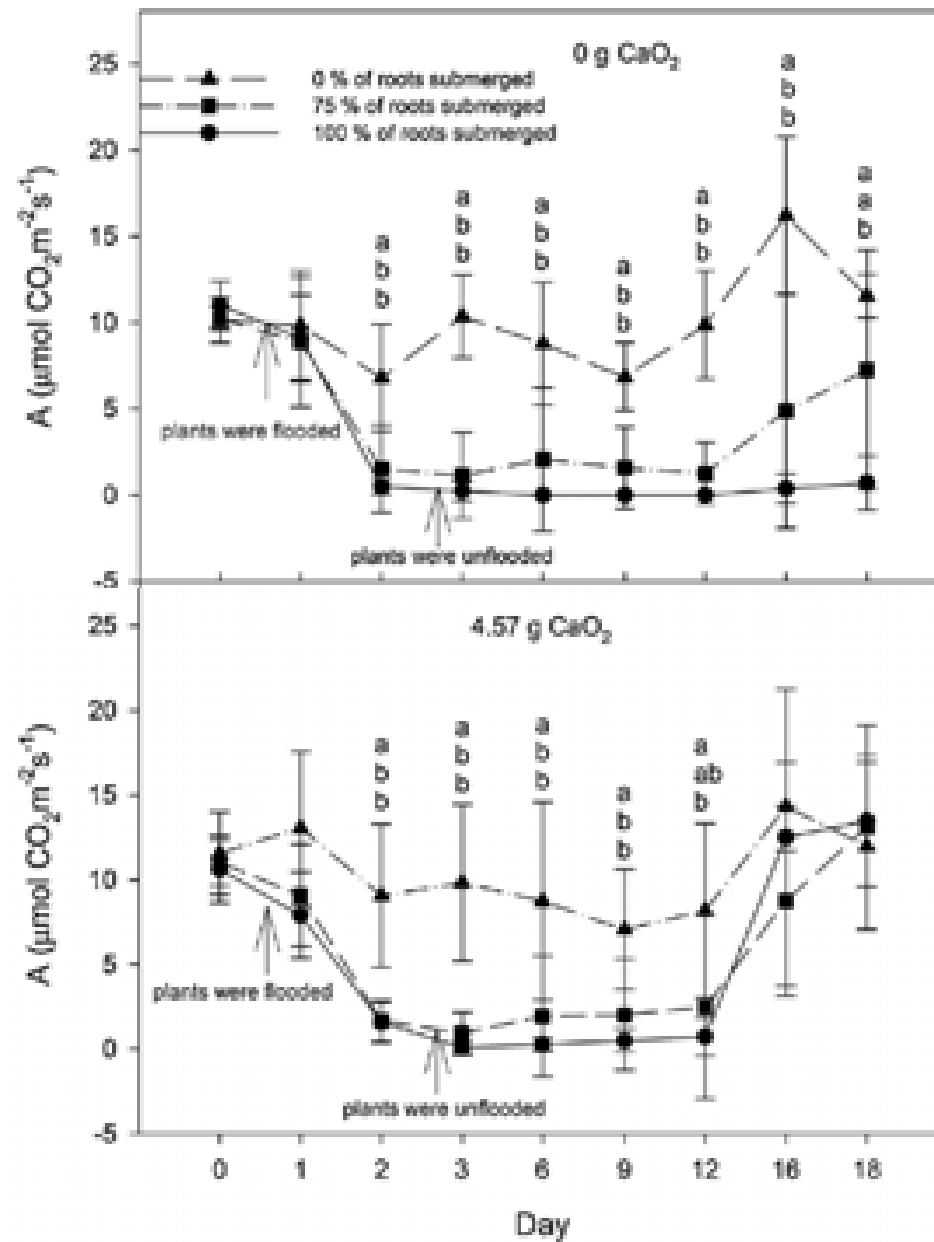 0 g CaO₂
0 % of roots submerged
75 % of roots submerged
100 % of roots submerged
A (µmol CO₂m⁻²s⁻¹)
25
20
15
10
5
0
-5
a
b
b
a
b
b
a
b
b
a
b
b
a
b
b
a
b
b
a
a
b
plants were flooded
plants were unflooded
4.57 g CaO₂
A (µmol CO₂m⁻²s⁻¹)
25
20
15
10
5
0
-5
a
b
b
a
b
b
a
b
b
a
b
b
a
ab
b
plants were flooded
plants were unflooded
0 1 2 3 6 9 12 16 18
Day